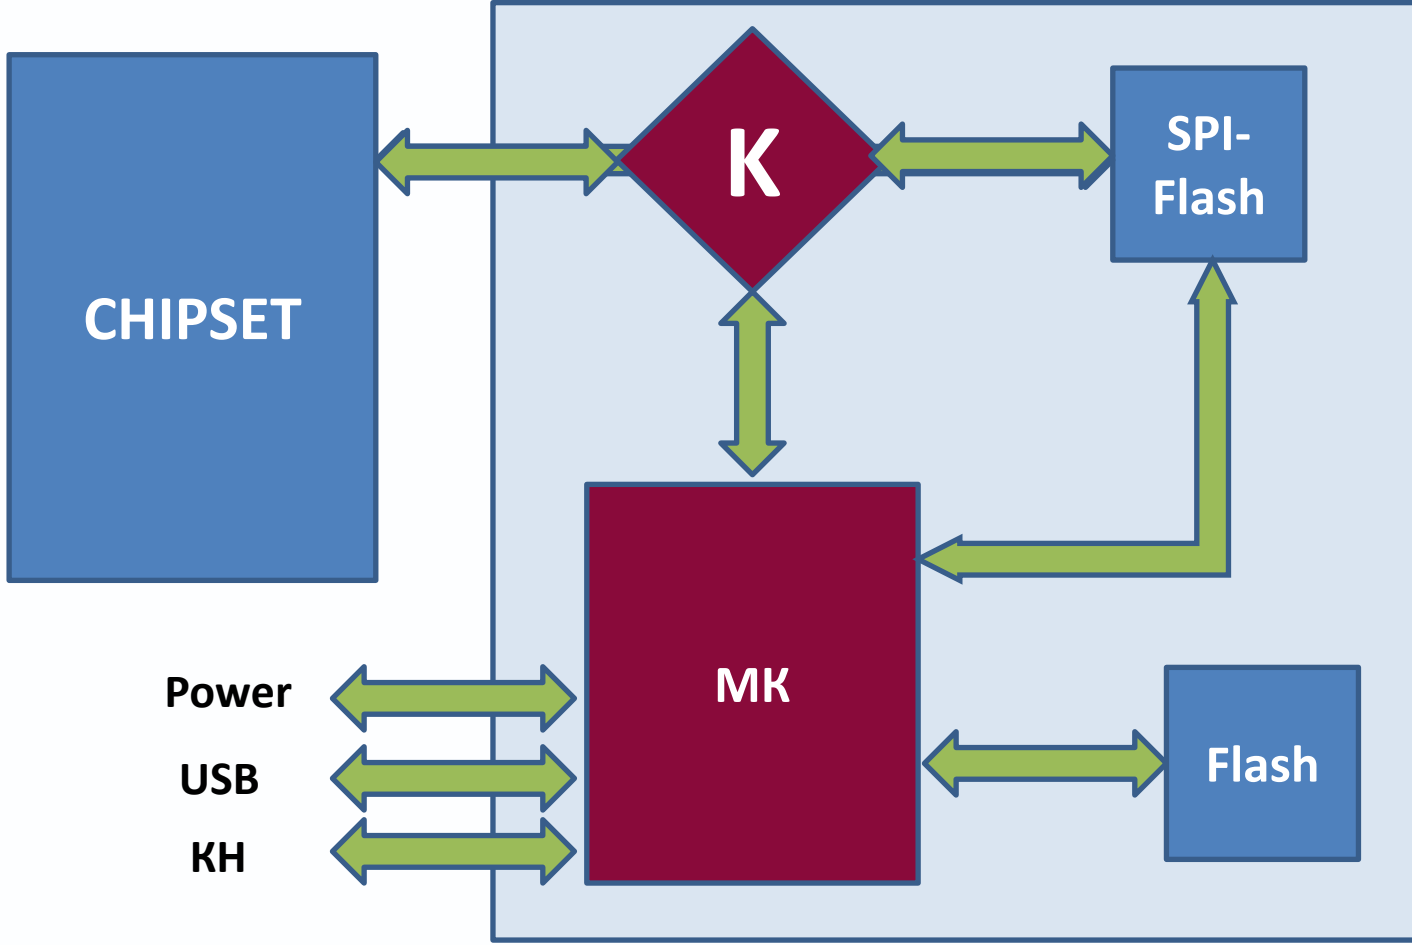 CHIPSET
К
SPI-
Flash
МК
Power
USB
КН
Flash